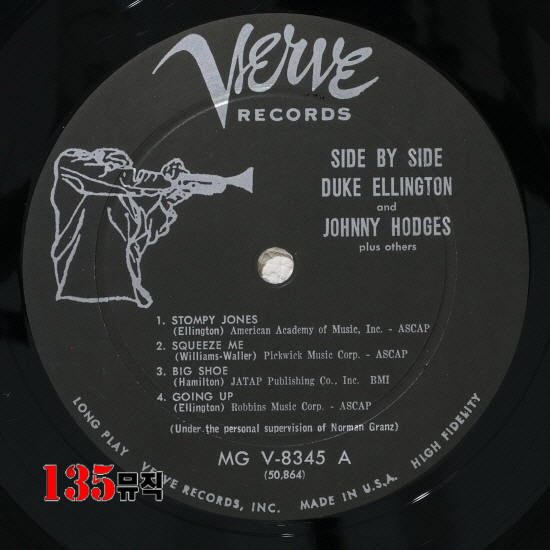 Verve
RECORDS
SIDE BY SIDE
DUKE ELLINGTON
and
JOHNNY HODGES
plus others
1. STOMPY JONES
(Ellington) American Academy of Music, Inc. - ASCAP
2. SQUEEZE ME
(Williams-Waller) Pickwick Music Corp. - ASCAP
3. BIG SHOE
(Hamilton) JATAP Publishing Co., Inc. BMI
4. GOING UP
(Ellington) Robbins Music Corp. - ASCAP
(Under the personal supervision of Norman Granz)
MG V-8345 A
(50,864)
LONG PLAY VERVE RECORDS, INC. MADE IN U.S.A. HIGH FIDELITY
135뮤직